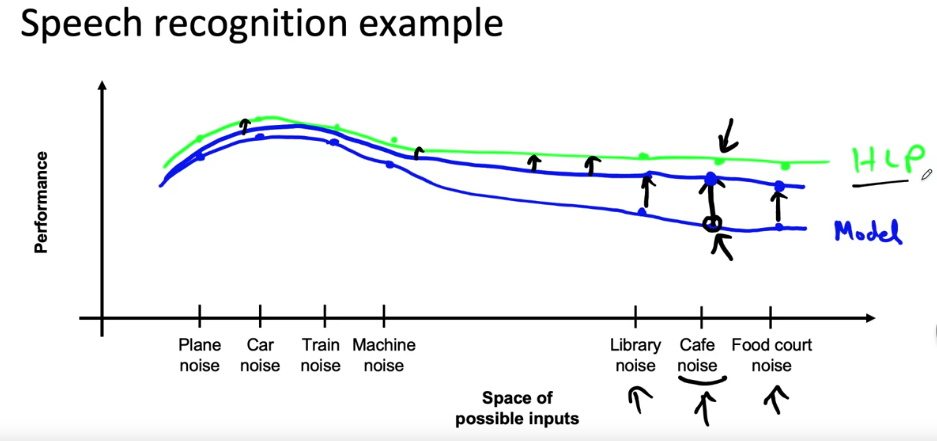 Speech recognition example
Performance
HLP
Model
Plane noise
Car noise
Train noise
Machine noise
Library noise
Cafe noise
Food court noise
Space of
possible inputs